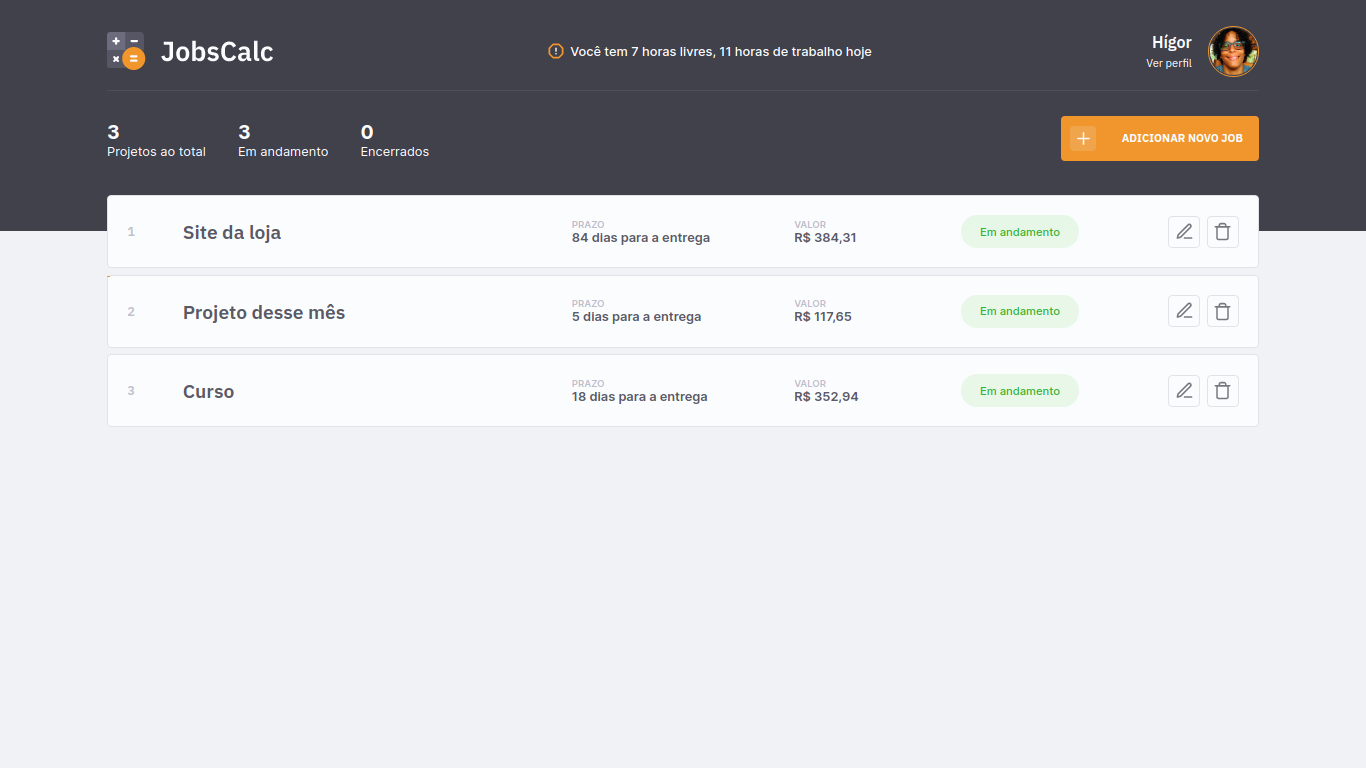 JobsCalc
Você tem 7 horas livres, 11 horas de trabalho hoje
Hígor
Ver perfil
3
Projetos ao total
3
Em andamento
0
Encerrados
ADICIONAR NOVO JOB
1
Site da loja
PRAZO
84 dias para a entrega
VALOR
R$ 384,31
Em andamento
2
Projeto desse mês
PRAZO
5 dias para a entrega
VALOR
R$ 117,65
Em andamento
3
Curso
PRAZO
18 dias para a entrega
VALOR
R$ 352,94
Em andamento